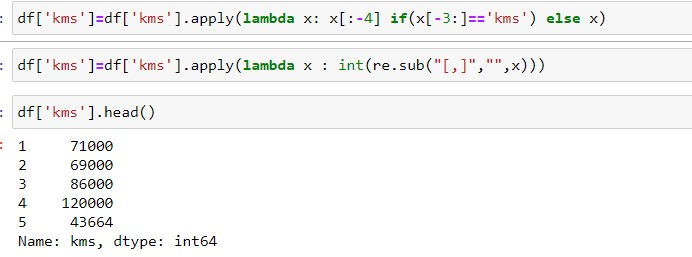 df['kms']=df['kms'].apply(lambda x: x[:-4] if(x[-3:]=='kms') else x)
df['kms']=df['kms'].apply(lambda x : int(re.sub("[,]","",x)))
df['kms'].head()
1     71000
2     69000
3     86000
4    120000
5     43664
Name: kms, dtype: int64